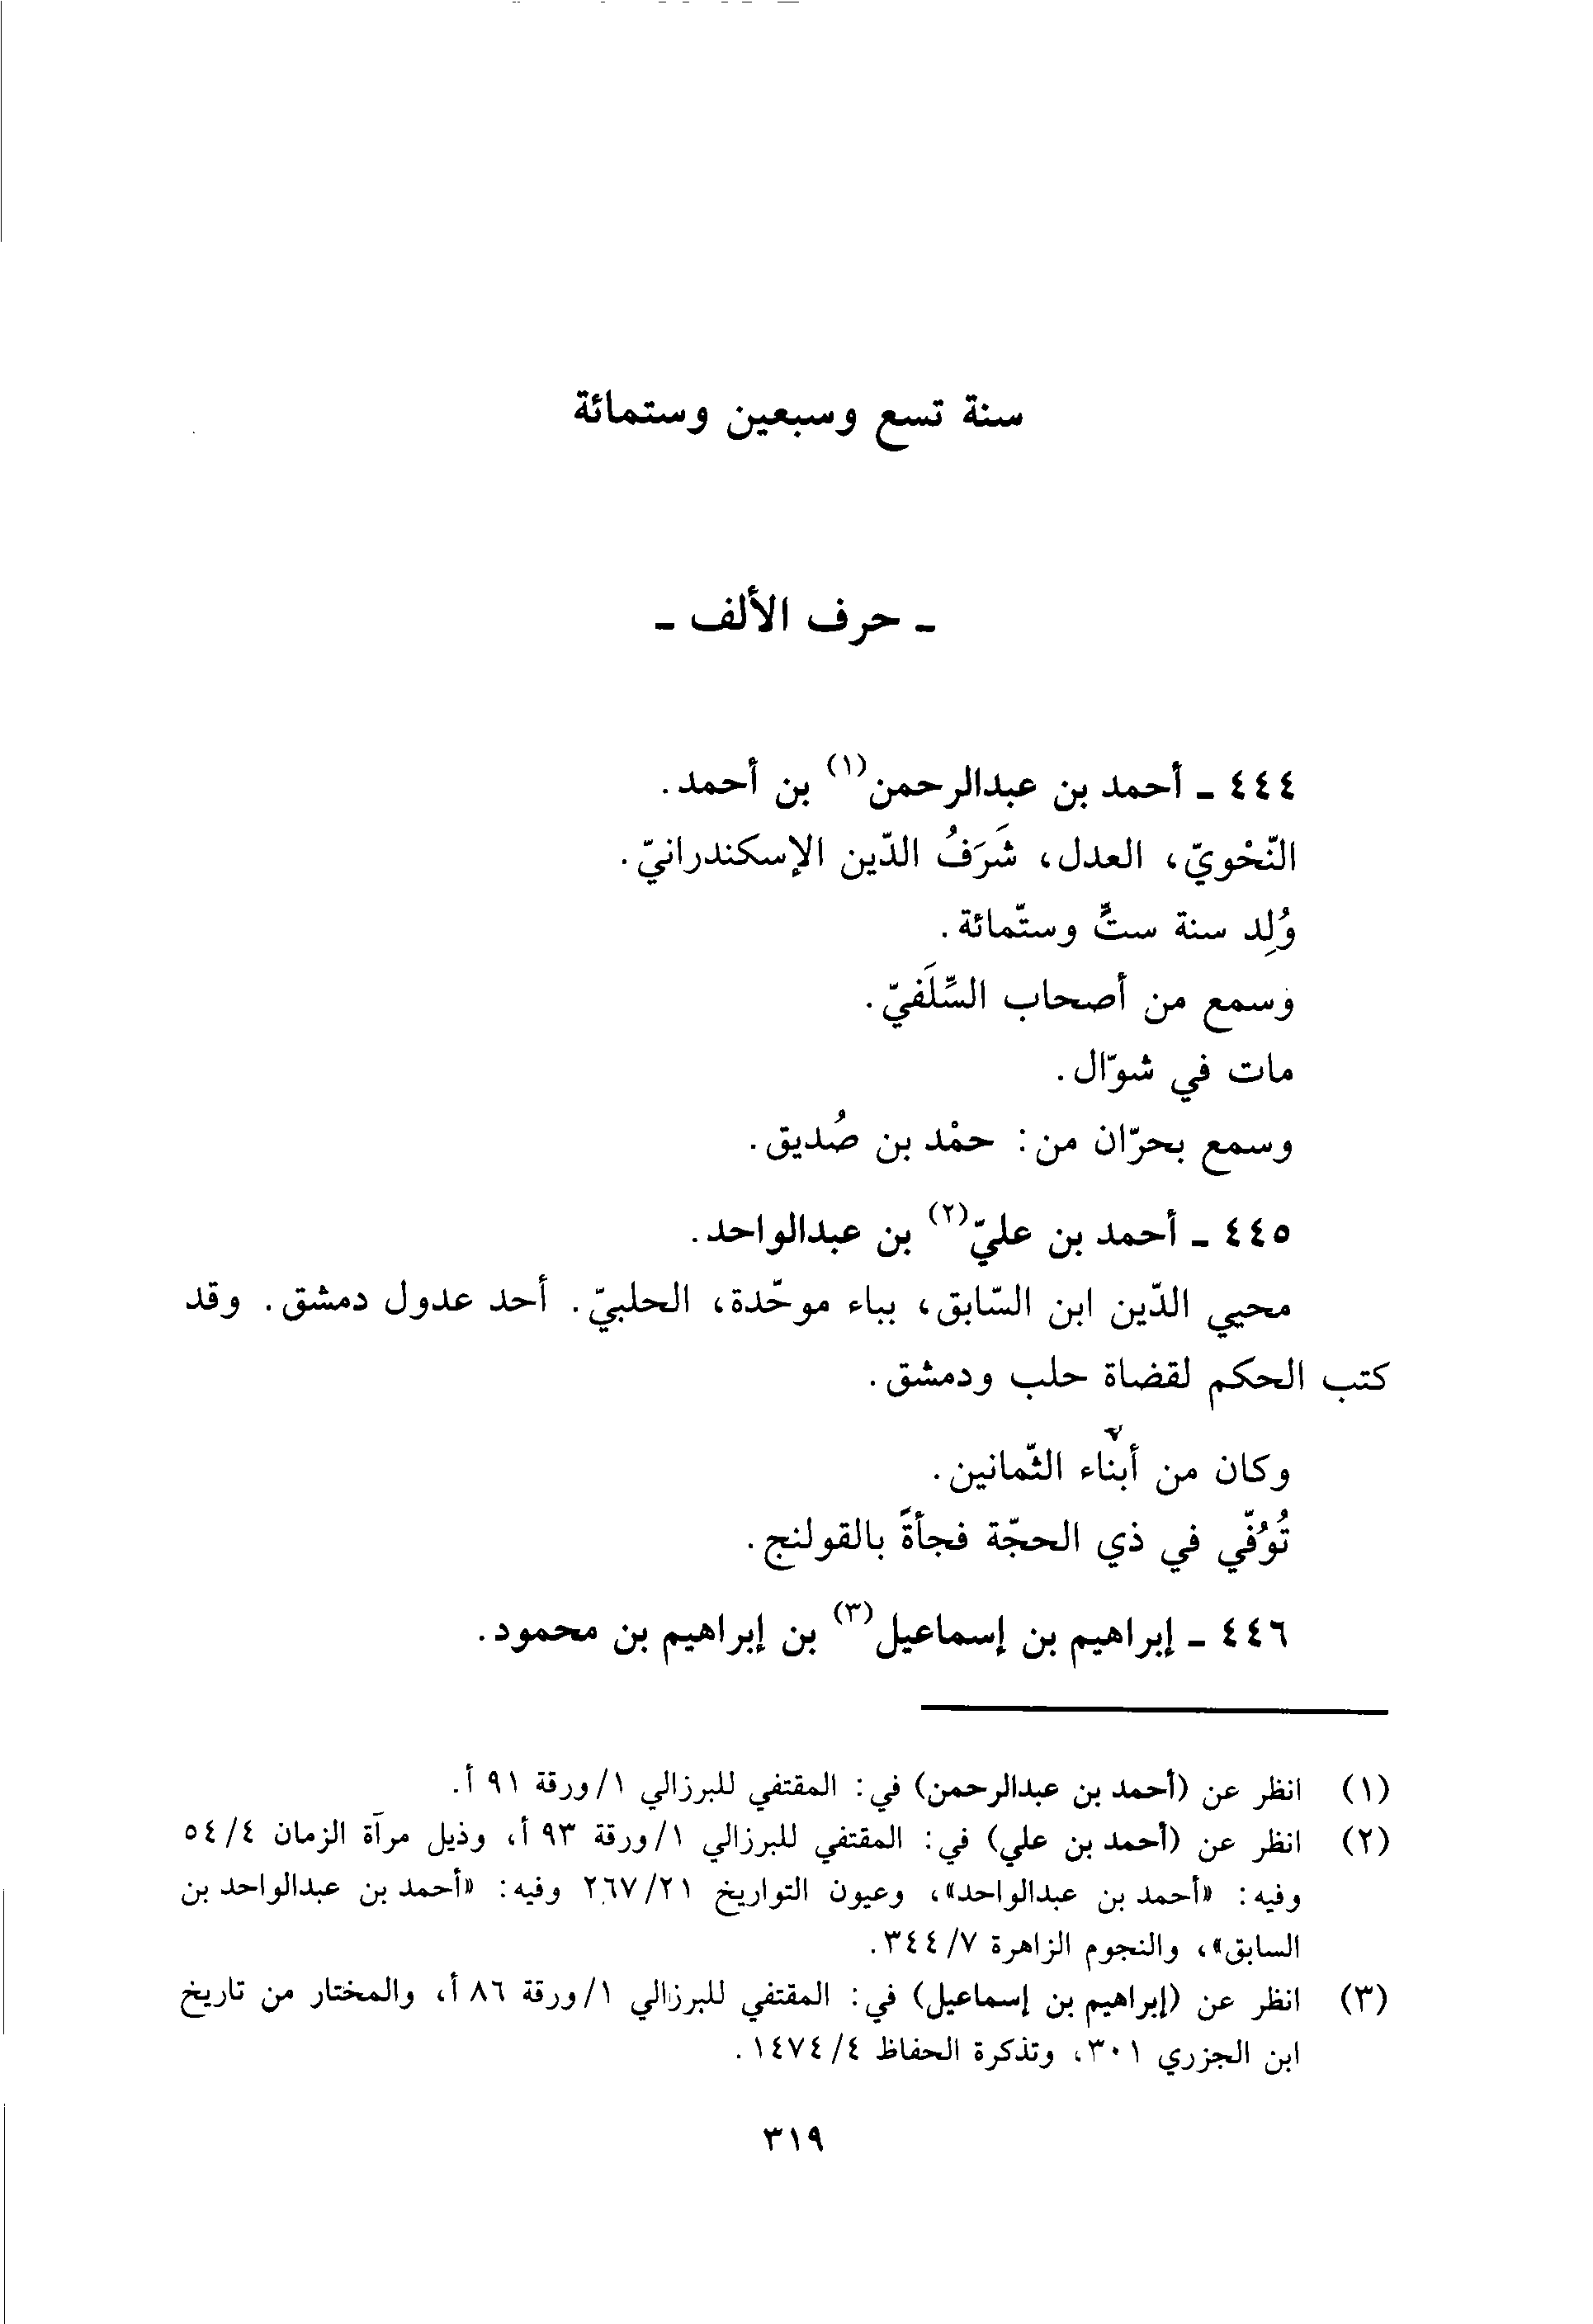 سنة تسع وسبعين وستمائة
ـ حرف الألف ـ
٤٤٤ ـ أحمد بن عبدالرحمن(١) بن أحمد.
النّحْويّ، العدل، شَرَفُ الدّين الإسكندرانيّ.
وُلِد سنة ستٍّ وستّمائة.
وسمع من أصحاب السِّلَفيّ.
مات في شوّال.
وسمع بحرّان من: حمْد بن صُديق.
٤٤٥ ـ أحمد بن عليّ(٢) بن عبدالواحد.
محيي الدّين ابن السّابق، بباء موحّدة، الحلبيّ. أحد عدول دمشق. وقد
كتب الحكم لقضاة حلب ودمشق.
وكان من أبناء الثّمانين.
تُوُفّي في ذي الحجّة فجأةً بالقولنج.
٤٤٦ ـ إبراهيم بن إسماعيل(٣) بن إبراهيم بن محمود.
(١) انظر عن (أحمد بن عبدالرحمن) في: المقتفي للبرزالي ١/ورقة ٩١ أ.
(٢) انظر عن (أحمد بن علي) في: المقتفي للبرزالي ١/ورقة ٩٣ أ، وذيل مرآة الزمان ٥٤/٤
وفيه: «أحمد بن عبدالواحد»، وعيون التواريخ ٢٦٧/٢١ وفيه: «أحمد بن عبدالواحد بن
السابق»، والنجوم الزاهرة ٣٤٤/٧.
(٣) انظر عن (إبراهيم بن إسماعيل) في: المقتفي للبرزالي ١/ورقة ٨٦ أ، والمختار من تاريخ
ابن الجزري ٣٠١، وتذكرة الحفاظ ١٤٧٤/٤.
٣١٩